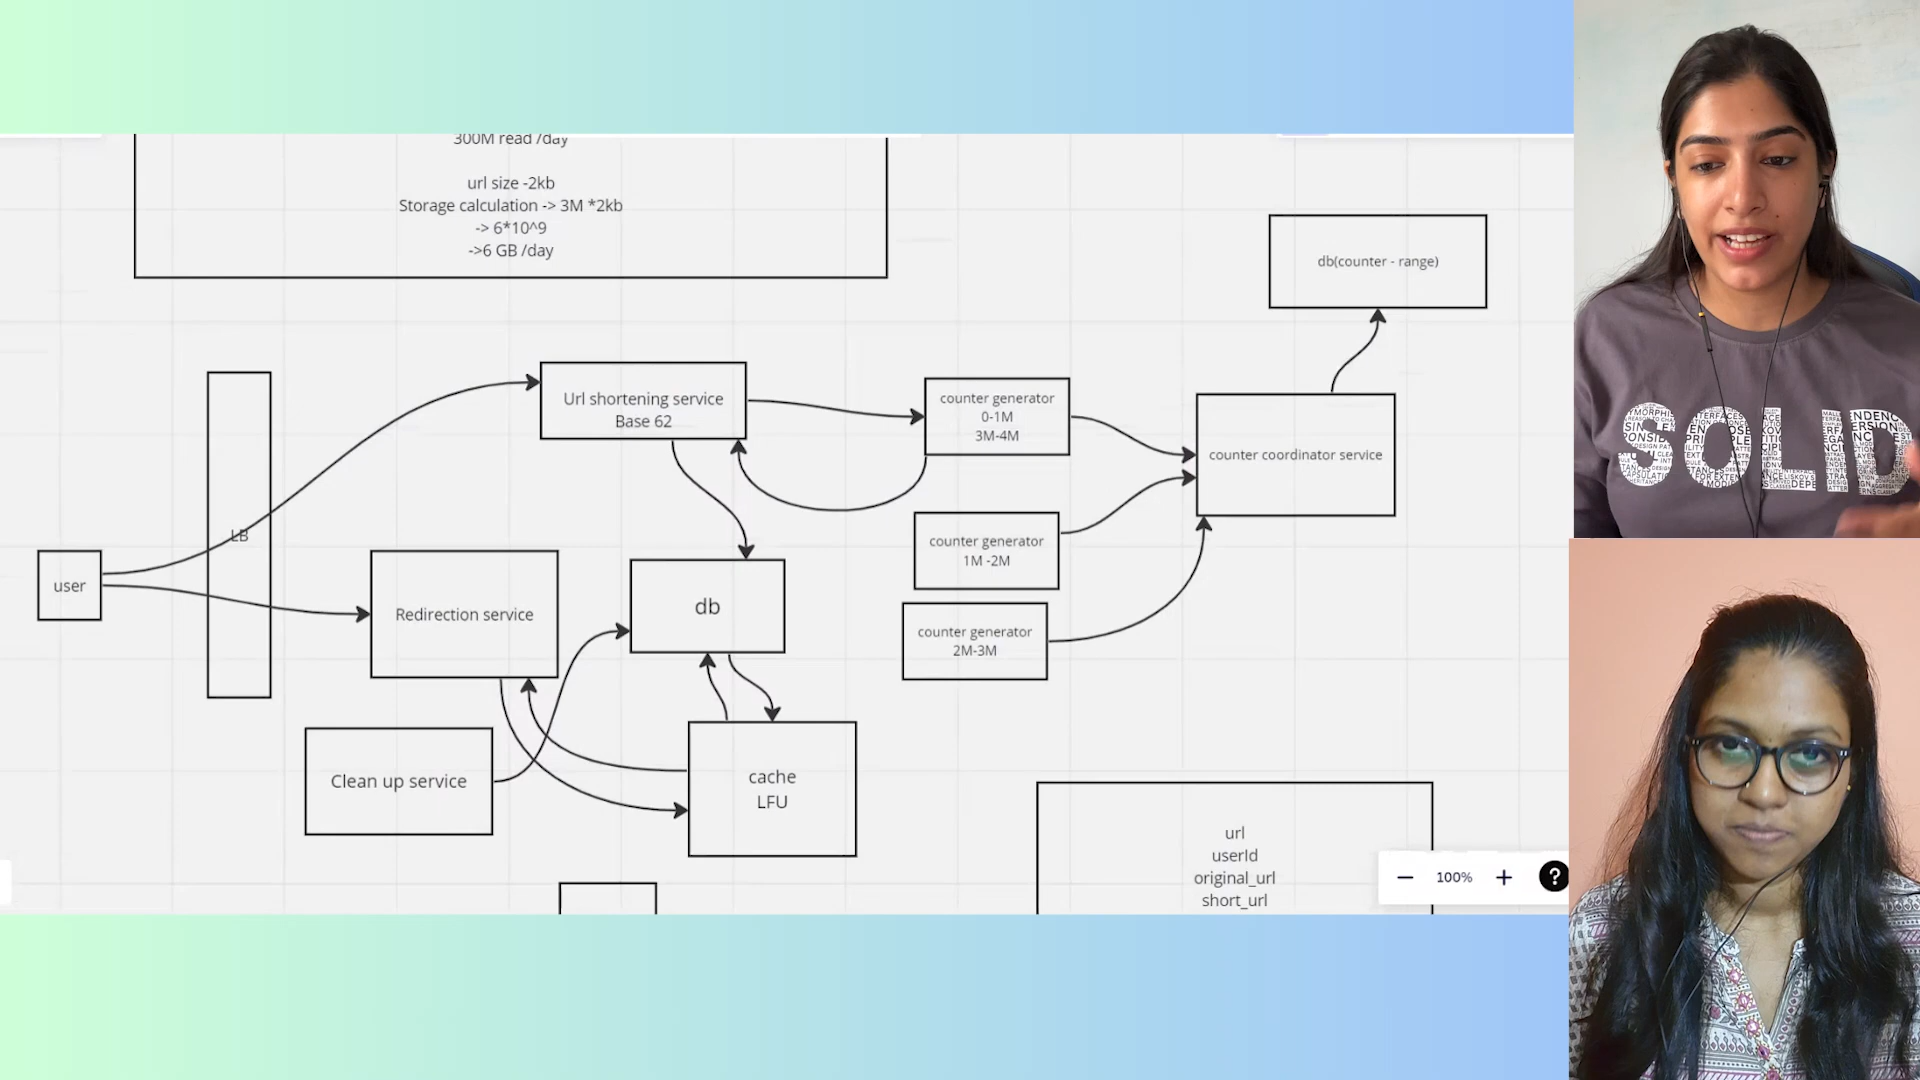 300M read /day
url size -2kb
Storage calculation -> 3M *2kb
-> 6*10^9
->6 GB /day
db(counter - range)
Url shortening service
Base 62
counter generator
0-1M
3M-4M
counter coordinator service
LB
user
Redirection service
db
counter generator
1M -2M
counter generator
2M-3M
Clean up service
cache
LFU
url
userId
original_url
short_url
100%
?
SOLID